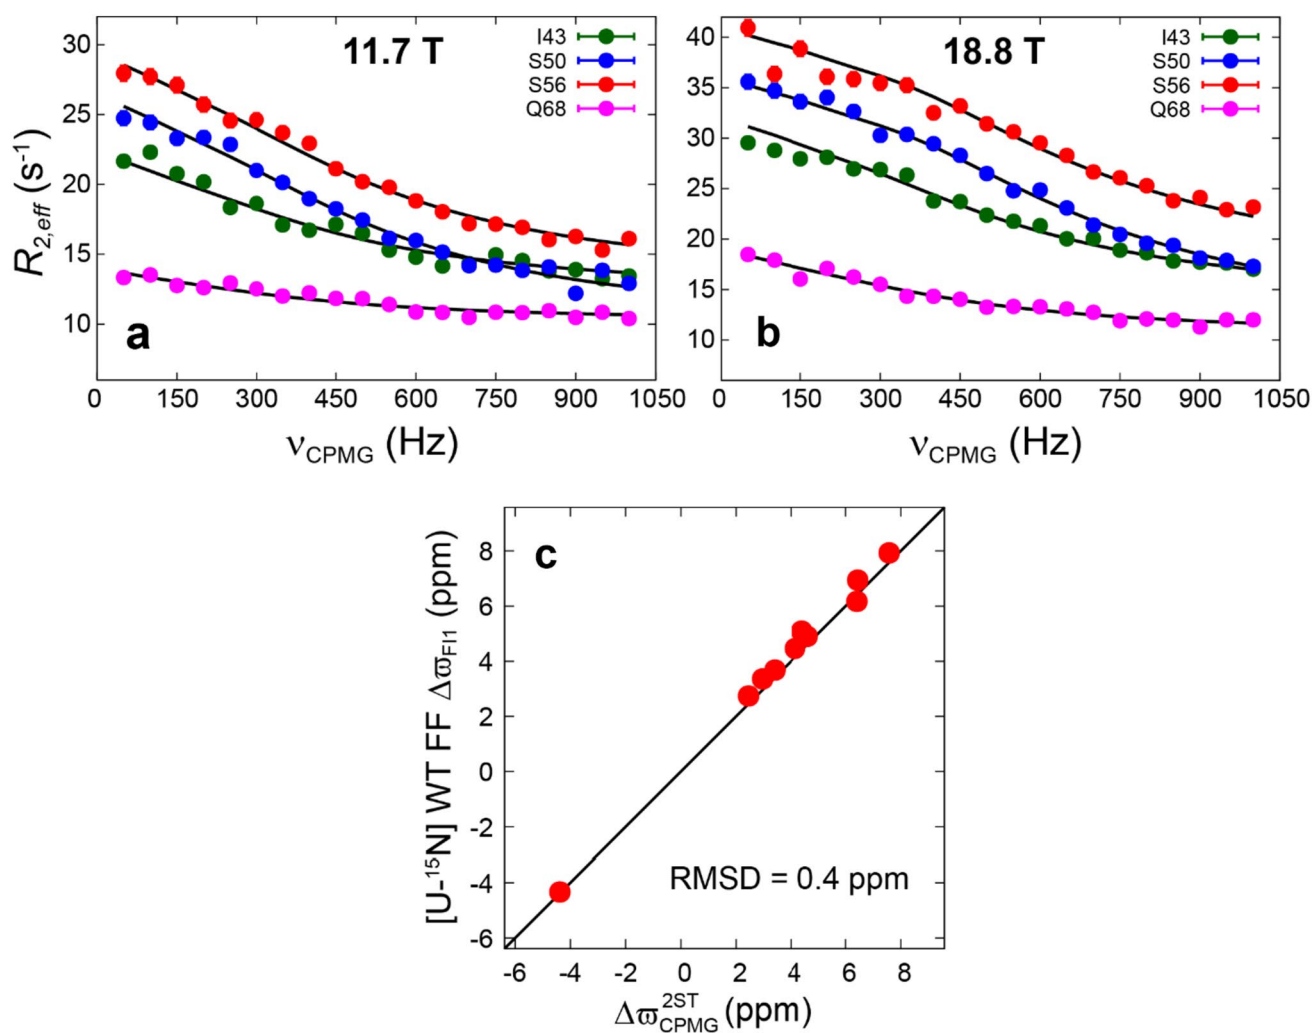 11.7 T
I43
S50
S56
Q68
30
25
20
15
10
R2,eff (s-1)
a
0 150 300 450 600 750 900 1050
νCPMG (Hz)
18.8 T
I43
S50
S56
Q68
40
35
30
25
20
15
10
b
0 150 300 450 600 750 900 1050
νCPMG (Hz)
c
[U-15N] WT FF Δϖ FI1 (ppm)
8
6
4
2
0
-2
-4
-6
RMSD = 0.4 ppm
-6 -4 -2 0 2 4 6 8
Δϖ 2ST CPMG (ppm)